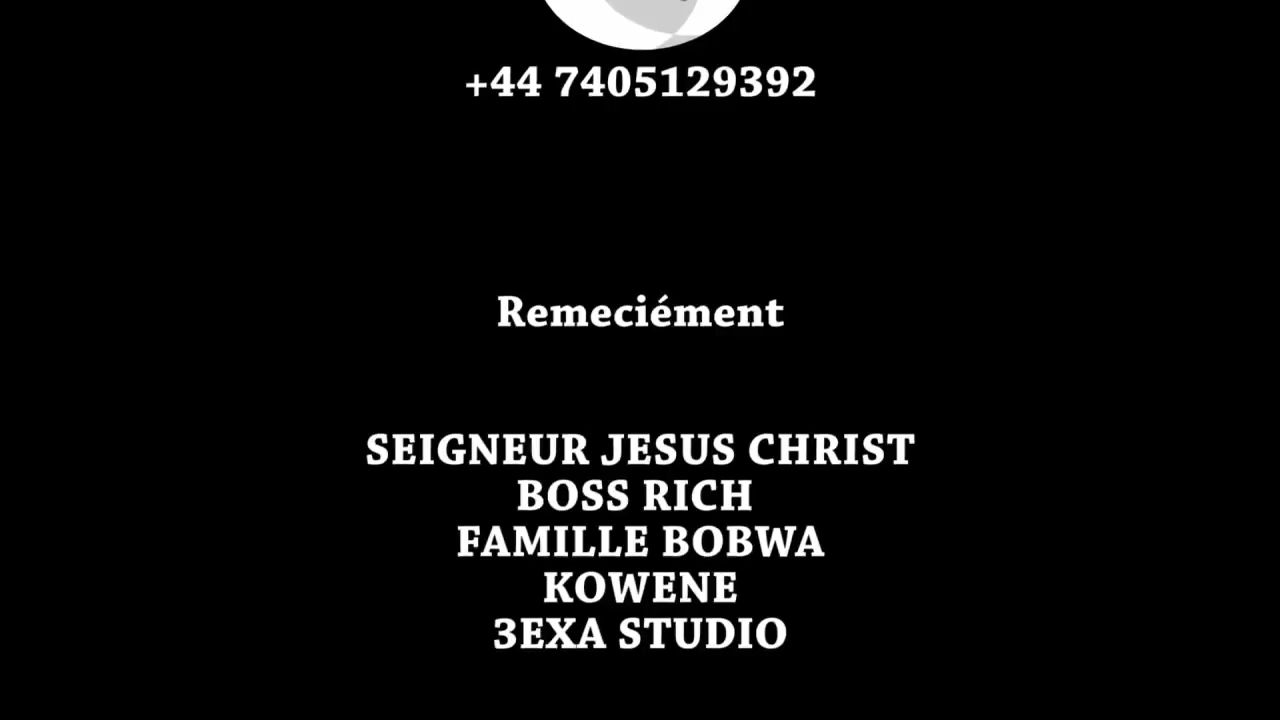 +44 7405129392
Remeciément
SEIGNEUR JESUS CHRIST
BOSS RICH
FAMILLE BOBWA
KOWENE
3EXA STUDIO